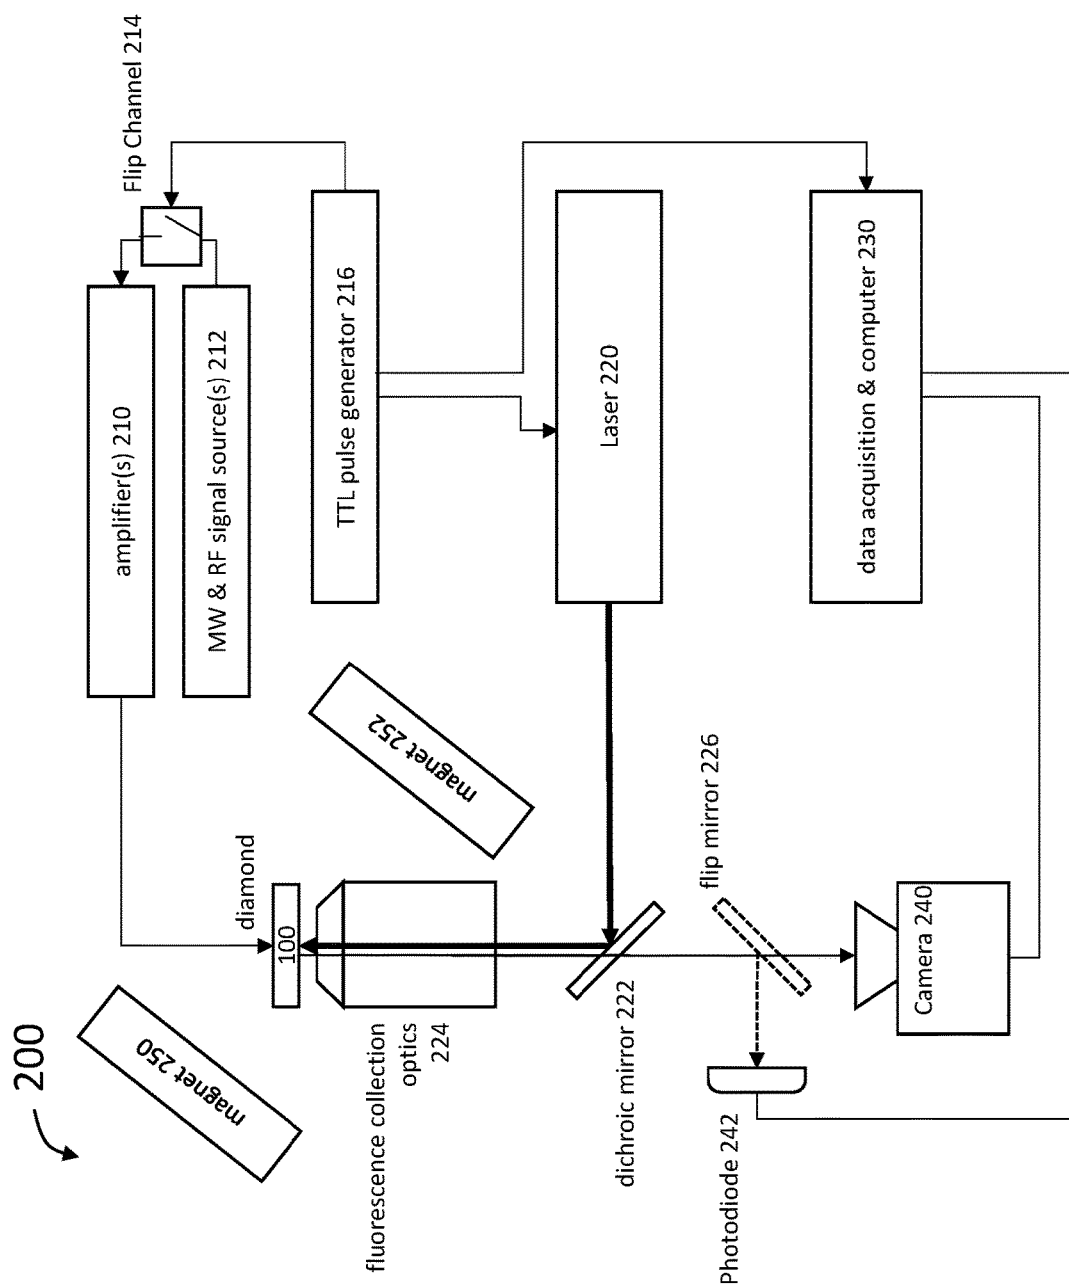 200
magnet 250
diamond
100
fluorescence collection
optics
224
magnet 252
amplifier(s) 210
MW & RF signal source(s) 212
Flip Channel 214
TTL pulse generator 216
Laser 220
dichroic mirror 222
flip mirror 226
Photodiode 242
Camera 240
data acquisition & computer 230